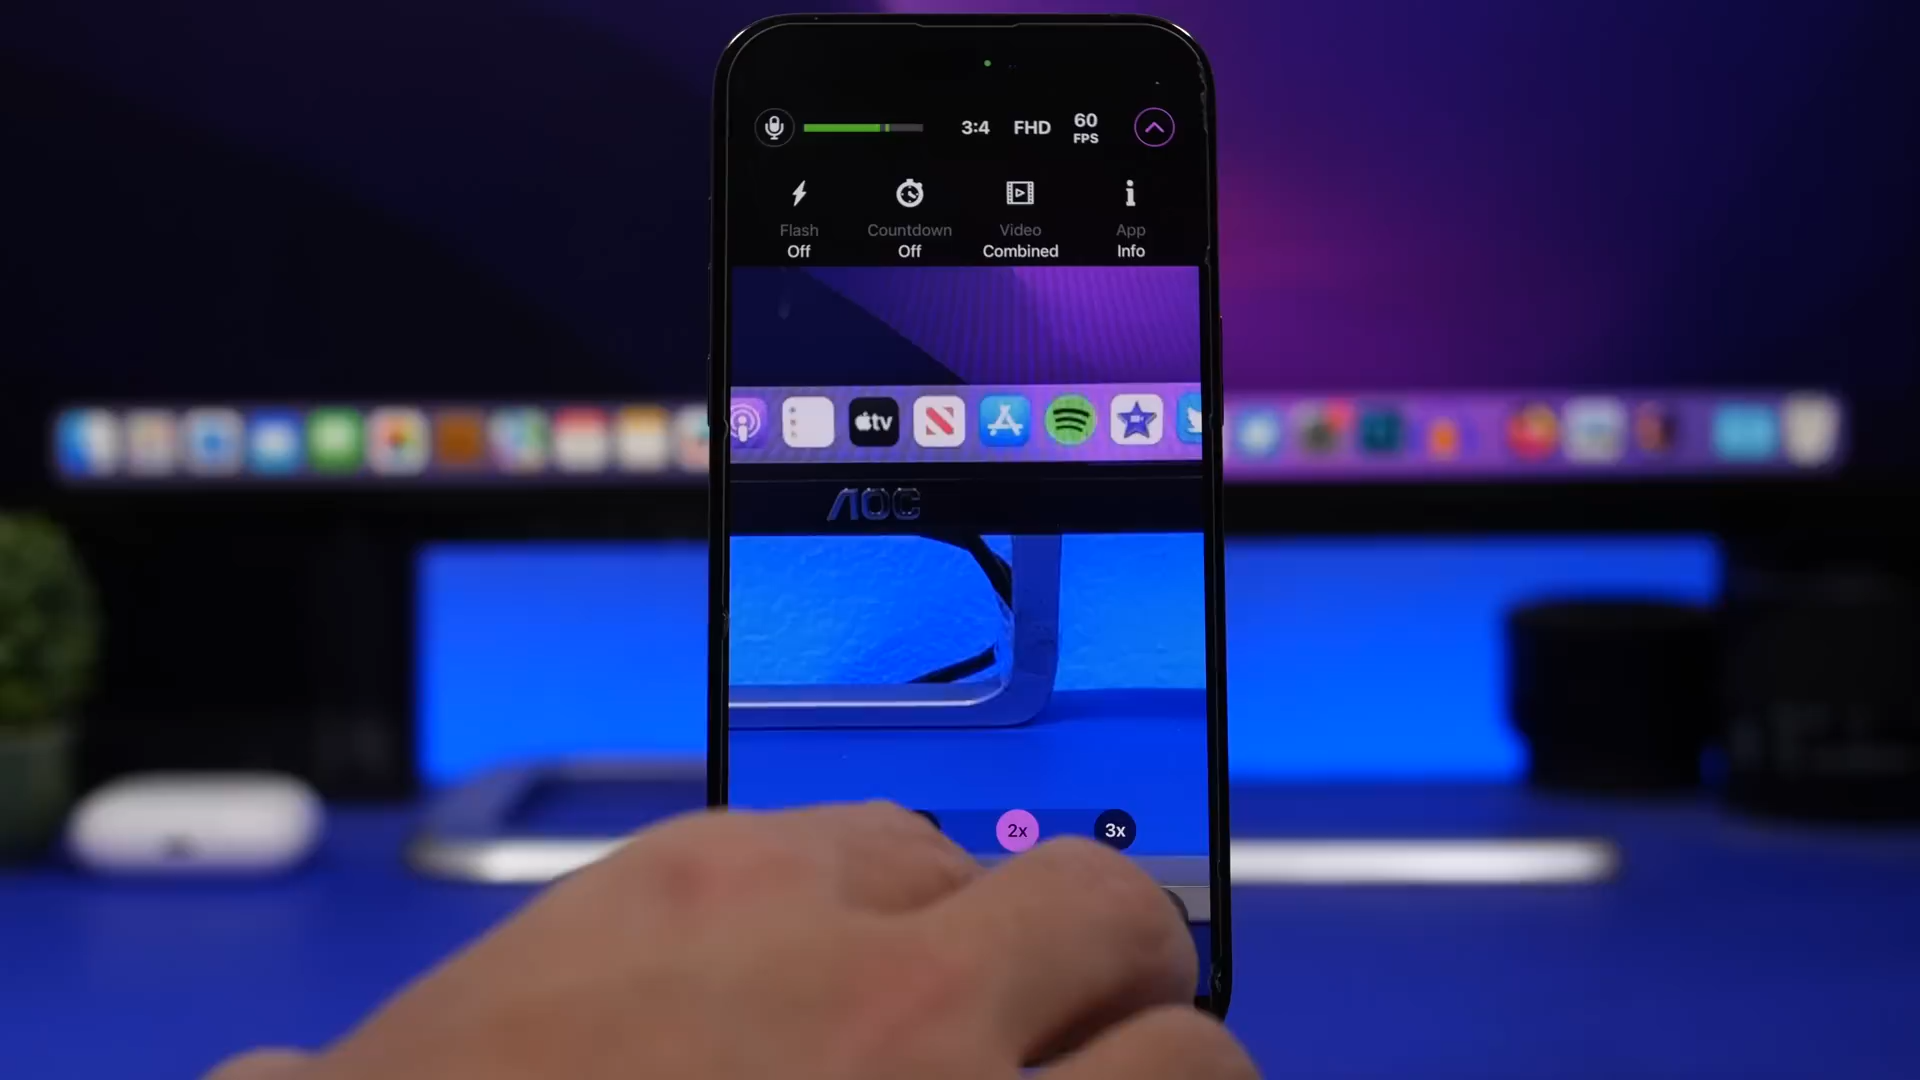 3:4 FHD 60
FPS
Flash Countdown Video App
Off Off Combined Info
tv
AOC
2x 3x